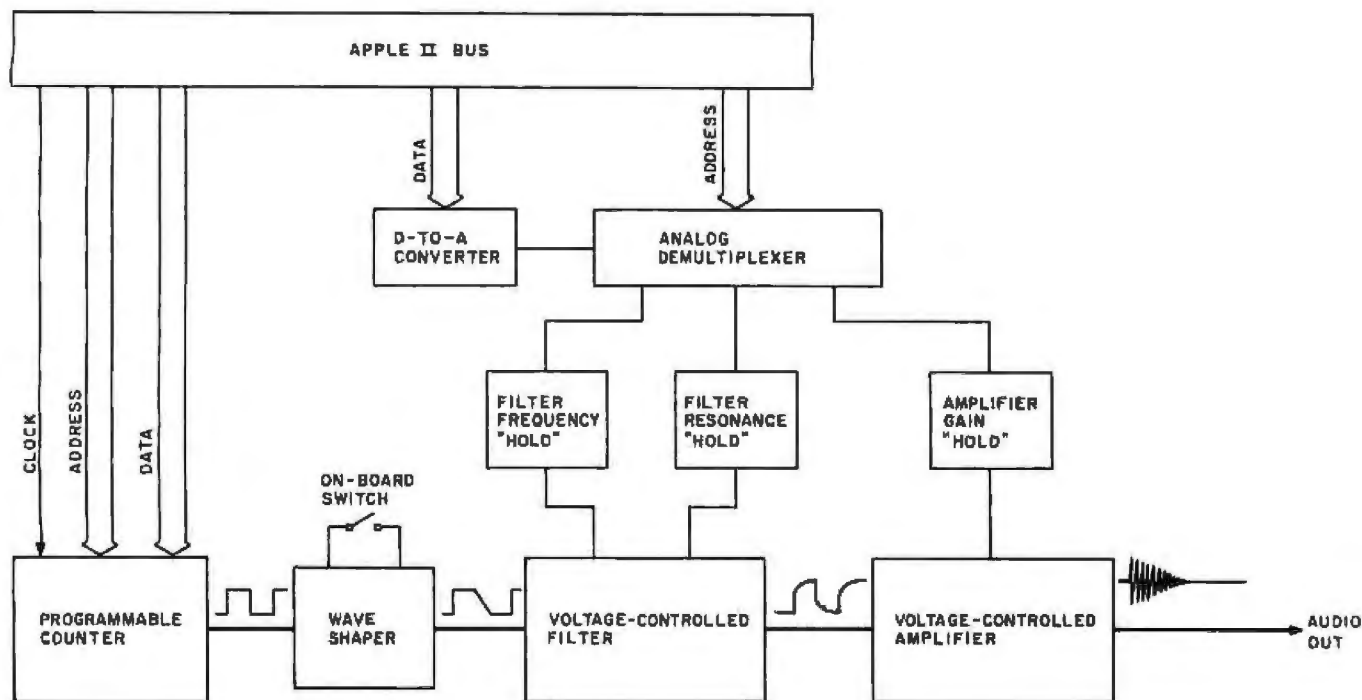 APPLE II BUS
DATA
ADDRESS
D-TO-A
CONVERTER
ANALOG
DEMULTIPLEXER
CLOCK
ADDRESS
DATA
FILTER
FREQUENCY
"HOLD"
FILTER
RESONANCE
"HOLD"
AMPLIFIER
GAIN
"HOLD"
ON-BOARD
SWITCH
PROGRAMMABLE
COUNTER
WAVE
SHAPER
VOLTAGE-CONTROLLED
FILTER
VOLTAGE-CONTROLLED
AMPLIFIER
AUDIO
OUT